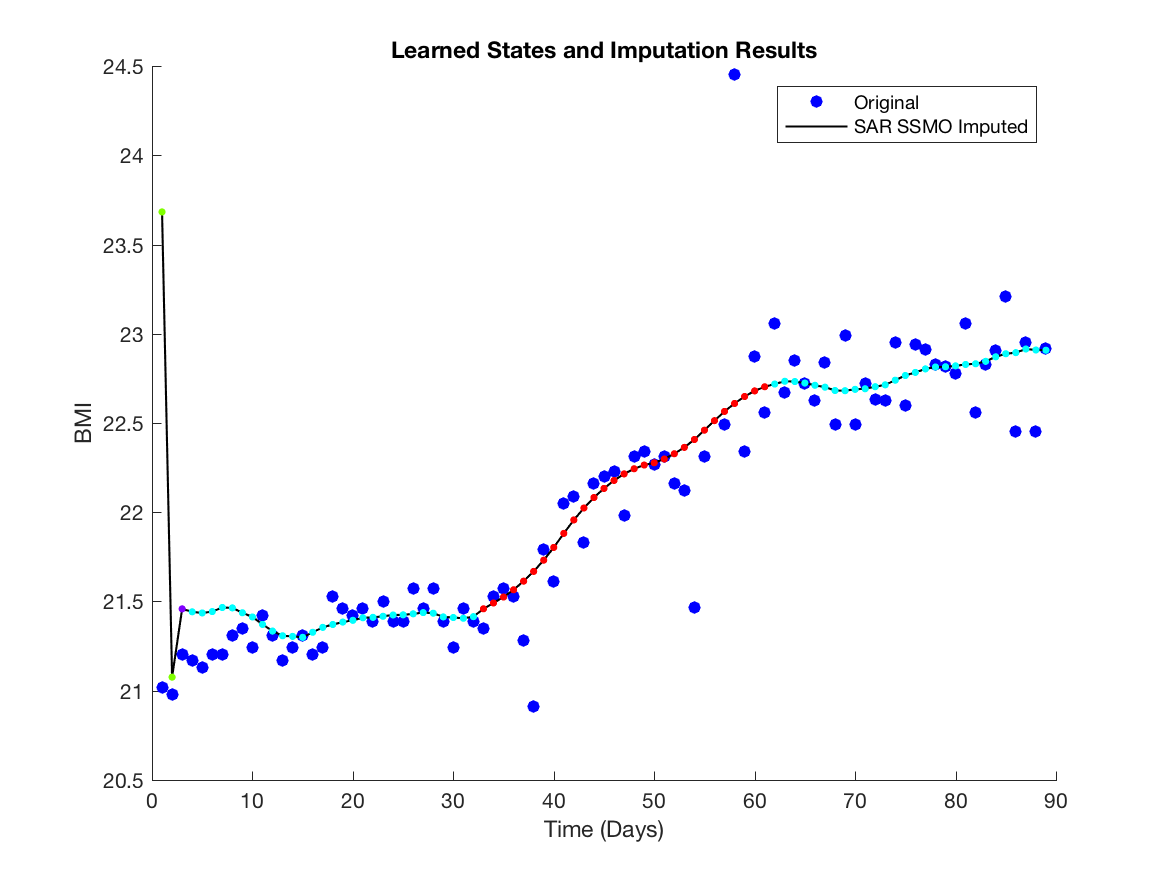 Learned States and Imputation Results
24.5
24
23.5
23
22.5
22
21.5
21
20.5
BMI
Original
SAR SSMO Imputed
0 10 20 30 40 50 60 70 80 90
Time (Days)